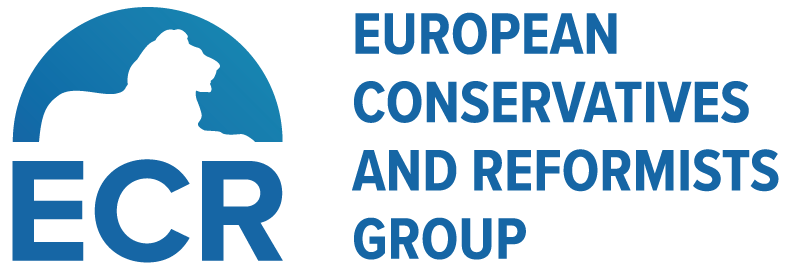 ECR
EUROPEAN
CONSERVATIVES
AND REFORMISTS
GROUP